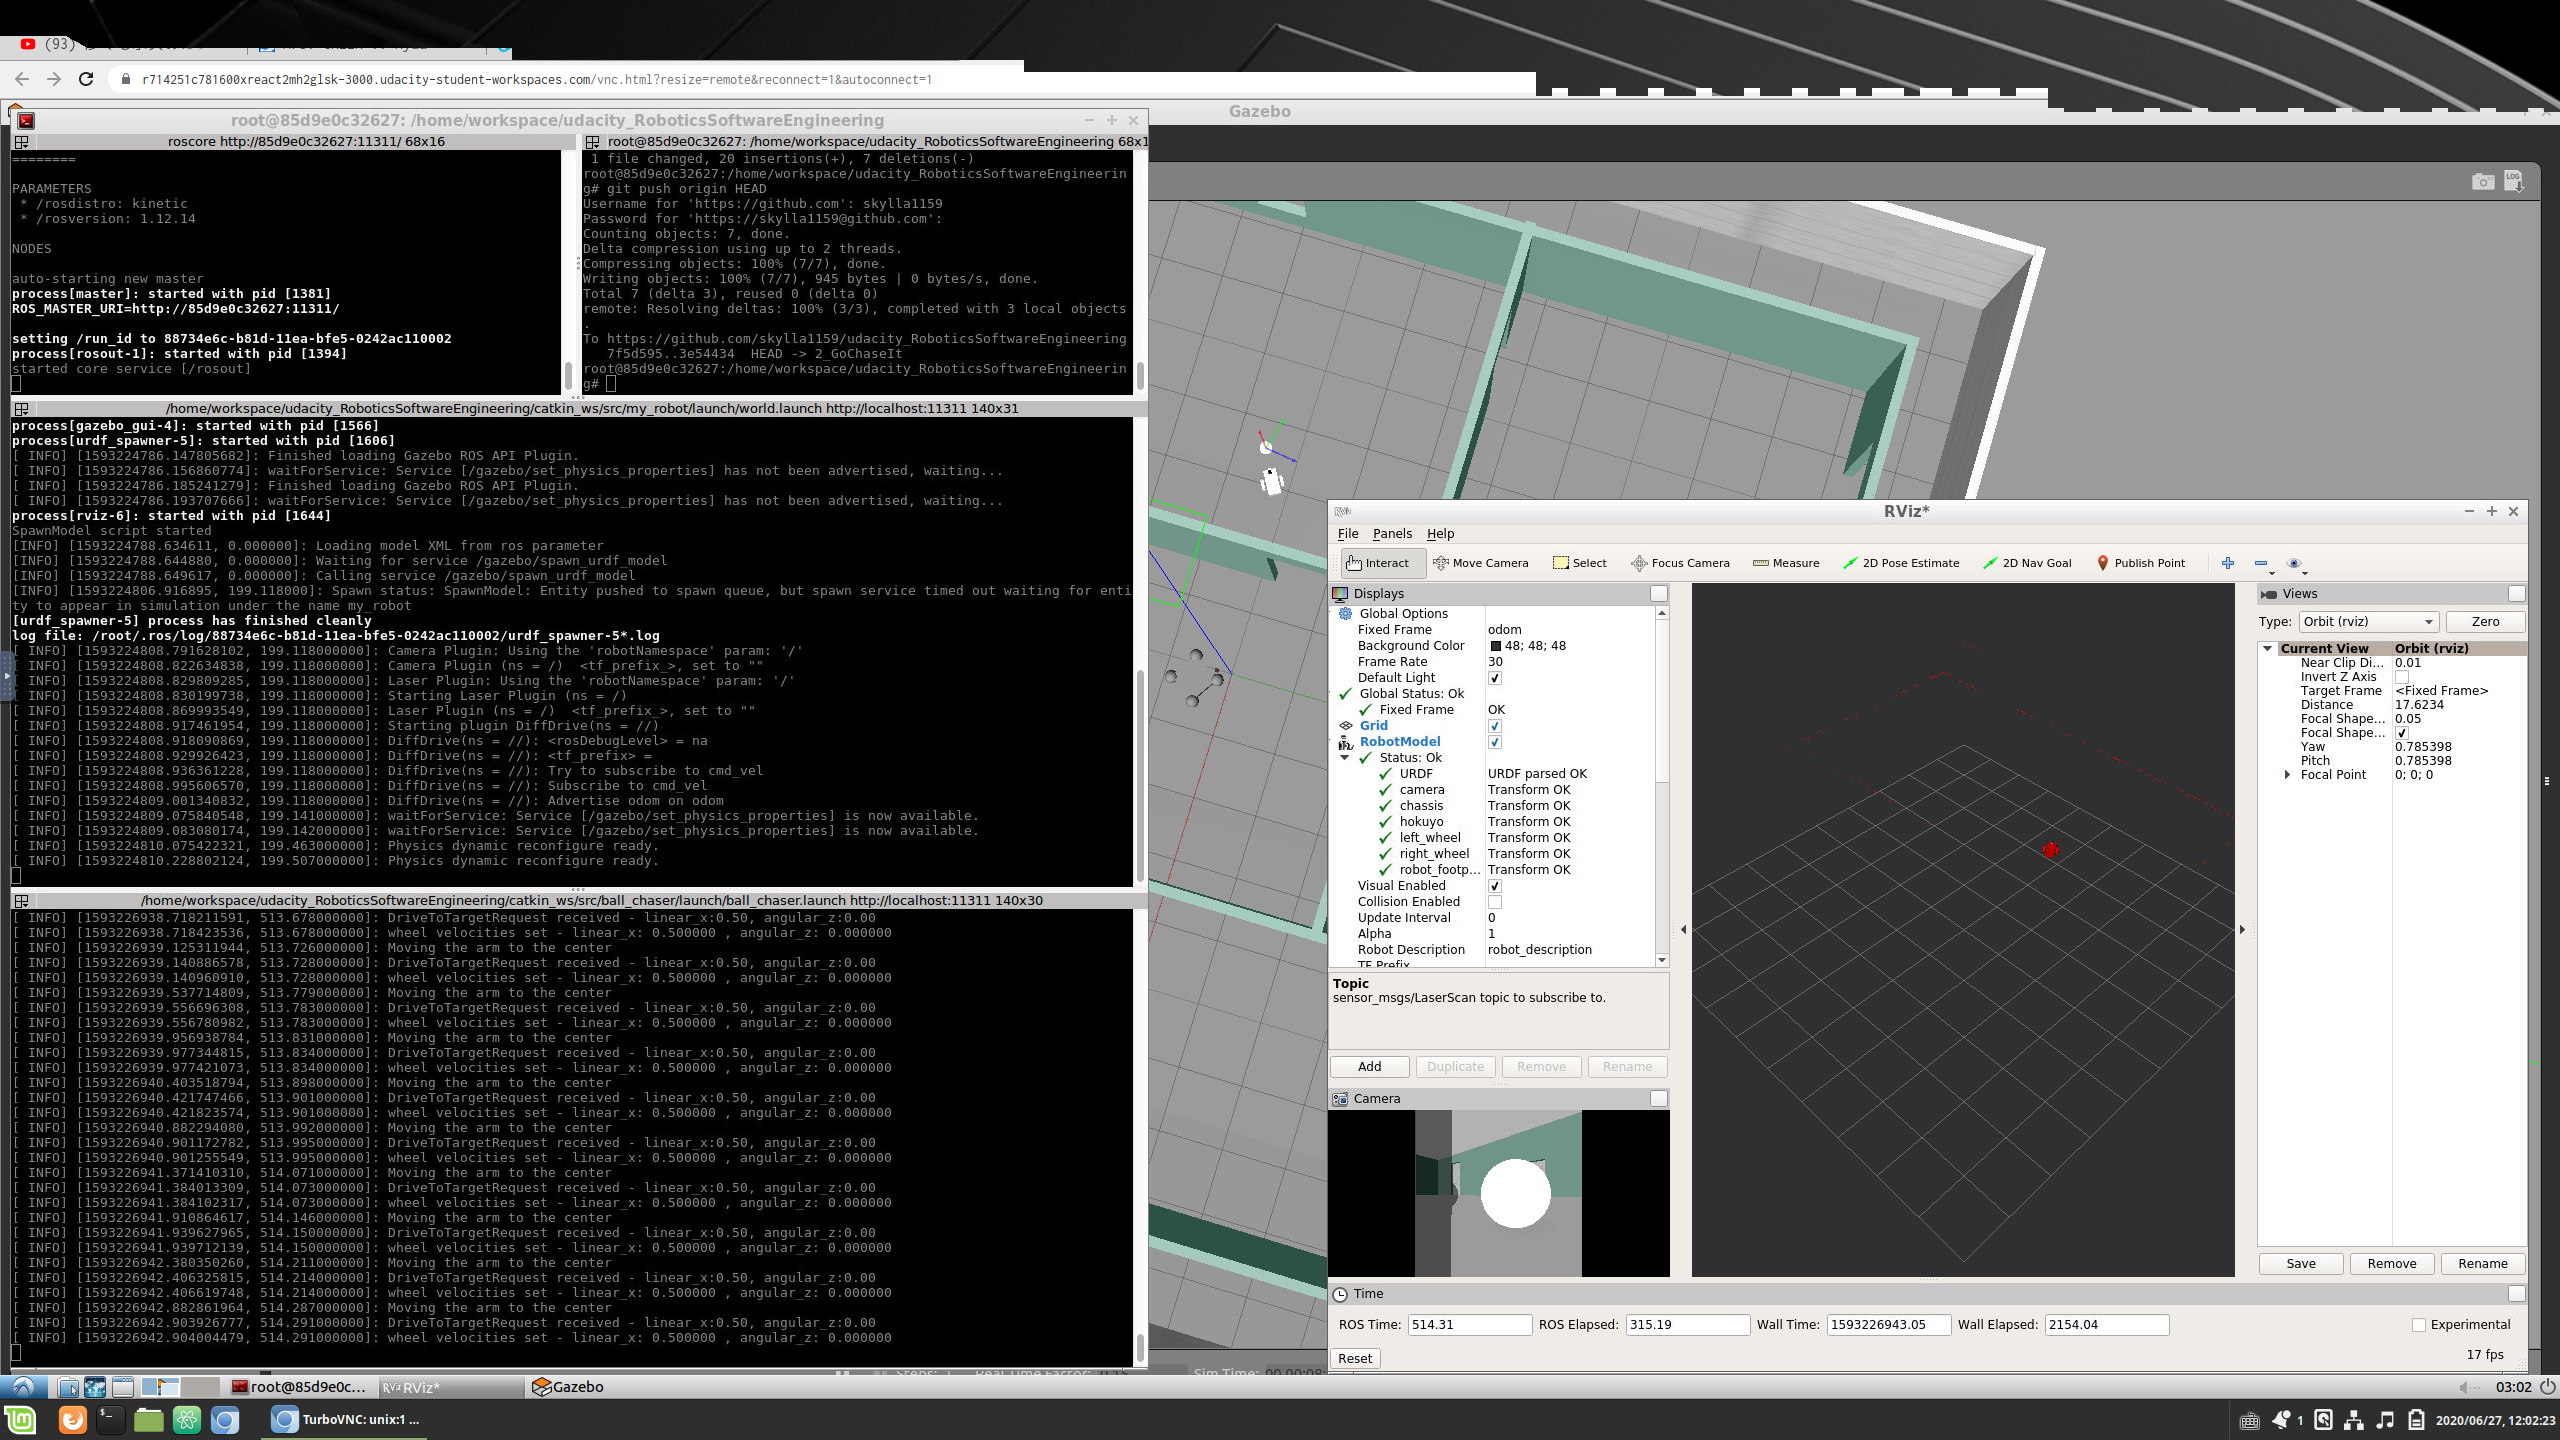 (93)
r714251c781600xreact2mh2glsk-3000.udacity-student-workspaces.com/vnc.html?resize=remote&reconnect=1&autoconnect=1
Gazebo
root@85d9e0c32627: /home/workspace/udacity_RoboticsSoftwareEngineering
roscore http://85d9e0c32627:11311/ 68x16
========
PARAMETERS
* /rosdistro: kinetic
* /rosversion: 1.12.14
NODES
auto-starting new master
process[master]: started with pid [1381]
ROS_MASTER_URI=http://85d9e0c32627:11311/
setting /run_id to 88734e6c-b81d-11ea-bfe5-0242ac110002
process[rosout-1]: started with pid [1394]
started core service [/rosout]
root@85d9e0c32627: /home/workspace/udacity_RoboticsSoftwareEngineering 68x1
1 file changed, 20 insertions(+), 7 deletions(-)
root@85d9e0c32627:/home/workspace/udacity_RoboticsSoftwareEngineerin
g# git push origin HEAD
Username for 'https://github.com': skylla1159
Password for 'https://skylla1159@github.com':
Counting objects: 7, done.
Delta compression using up to 2 threads.
Compressing objects: 100% (7/7), done.
Writing objects: 100% (7/7), 945 bytes | 0 bytes/s, done.
Total 7 (delta 3), reused 0 (delta 0)
remote: Resolving deltas: 100% (3/3), completed with 3 local objects
.
To https://github.com/skylla1159/udacity_RoboticsSoftwareEngineering
7f5d595..3e54434  HEAD -> 2_GoChaseIt
root@85d9e0c32627:/home/workspace/udacity_RoboticsSoftwareEngineerin
g#
/home/workspace/udacity_RoboticsSoftwareEngineering/catkin_ws/src/my_robot/launch/world.launch http://localhost:11311 140x31
process[gazebo_gui-4]: started with pid [1566]
process[urdf_spawner-5]: started with pid [1606]
[ INFO] [1593224786.147805682]: Finished loading Gazebo ROS API Plugin.
[ INFO] [1593224786.156860774]: waitForService: Service [/gazebo/set_physics_properties] has not been advertised, waiting...
[ INFO] [1593224786.185241279]: Finished loading Gazebo ROS API Plugin.
[ INFO] [1593224786.193707666]: waitForService: Service [/gazebo/set_physics_properties] has not been advertised, waiting...
process[rviz-6]: started with pid [1644]
SpawnModel script started
[INFO] [1593224788.634611, 0.000000]: Loading model XML from ros parameter
[INFO] [1593224788.644880, 0.000000]: Waiting for service /gazebo/spawn_urdf_model
[INFO] [1593224788.649617, 0.000000]: Calling service /gazebo/spawn_urdf_model
[INFO] [1593224806.916895, 199.118000]: Spawn status: SpawnModel: Entity pushed to spawn queue, but spawn service timed out waiting for enti
ty to appear in simulation under the name my_robot
[urdf_spawner-5] process has finished cleanly
log file: /root/.ros/log/88734e6c-b81d-11ea-bfe5-0242ac110002/urdf_spawner-5*.log
[ INFO] [1593224808.791628102, 199.118000000]: Camera Plugin: Using the 'robotNamespace' param: '/'
[ INFO] [1593224808.822634838, 199.118000000]: Camera Plugin (ns = /)  <tf_prefix_>, set to ""
[ INFO] [1593224808.829809285, 199.118000000]: Laser Plugin: Using the 'robotNamespace' param: '/'
[ INFO] [1593224808.830199738, 199.118000000]: Starting Laser Plugin (ns = /)
[ INFO] [1593224808.869993549, 199.118000000]: Laser Plugin (ns = /)  <tf_prefix_>, set to ""
[ INFO] [1593224808.917461954, 199.118000000]: Starting plugin DiffDrive(ns = //)
[ INFO] [1593224808.918090869, 199.118000000]: DiffDrive(ns = //): <rosDebugLevel> = na
[ INFO] [1593224808.929926423, 199.118000000]: DiffDrive(ns = //): <tf_prefix> =
[ INFO] [1593224808.936361228, 199.118000000]: DiffDrive(ns = //): Try to subscribe to cmd_vel
[ INFO] [1593224808.995606570, 199.118000000]: DiffDrive(ns = //): Subscribe to cmd_vel
[ INFO] [1593224809.001340832, 199.118000000]: DiffDrive(ns = //): Advertise odom on odom
[ INFO] [1593224809.075840548, 199.141000000]: waitForService: Service [/gazebo/set_physics_properties] is now available.
[ INFO] [1593224809.083080174, 199.142000000]: waitForService: Service [/gazebo/set_physics_properties] is now available.
[ INFO] [1593224810.075422321, 199.463000000]: Physics dynamic reconfigure ready.
[ INFO] [1593224810.228802124, 199.507000000]: Physics dynamic reconfigure ready.
/home/workspace/udacity_RoboticsSoftwareEngineering/catkin_ws/src/ball_chaser/launch/ball_chaser.launch http://localhost:11311 140x30
[ INFO] [1593226938.718211591, 513.678000000]: DriveToTargetRequest received - linear_x:0.50, angular_z:0.00
[ INFO] [1593226938.718423536, 513.678000000]: wheel velocities set - linear_x: 0.500000 , angular_z: 0.000000
[ INFO] [1593226939.125311944, 513.726000000]: Moving the arm to the center
[ INFO] [1593226939.140886578, 513.728000000]: DriveToTargetRequest received - linear_x:0.50, angular_z:0.00
[ INFO] [1593226939.140960910, 513.728000000]: wheel velocities set - linear_x: 0.500000 , angular_z: 0.000000
[ INFO] [1593226939.537714809, 513.779000000]: Moving the arm to the center
[ INFO] [1593226939.556696308, 513.783000000]: DriveToTargetRequest received - linear_x:0.50, angular_z:0.00
[ INFO] [1593226939.556780982, 513.783000000]: wheel velocities set - linear_x: 0.500000 , angular_z: 0.000000
[ INFO] [1593226939.956938784, 513.831000000]: Moving the arm to the center
[ INFO] [1593226939.977344815, 513.834000000]: DriveToTargetRequest received - linear_x:0.50, angular_z:0.00
[ INFO] [1593226939.977421073, 513.834000000]: wheel velocities set - linear_x: 0.500000 , angular_z: 0.000000
[ INFO] [1593226940.403518794, 513.898000000]: Moving the arm to the center
[ INFO] [1593226940.421747466, 513.901000000]: DriveToTargetRequest received - linear_x:0.50, angular_z:0.00
[ INFO] [1593226940.421823574, 513.901000000]: wheel velocities set - linear_x: 0.500000 , angular_z: 0.000000
[ INFO] [1593226940.882294080, 513.992000000]: Moving the arm to the center
[ INFO] [1593226940.901172782, 513.995000000]: DriveToTargetRequest received - linear_x:0.50, angular_z:0.00
[ INFO] [1593226940.901255549, 513.995000000]: wheel velocities set - linear_x: 0.500000 , angular_z: 0.000000
[ INFO] [1593226941.371410310, 514.071000000]: Moving the arm to the center
[ INFO] [1593226941.384013309, 514.073000000]: DriveToTargetRequest received - linear_x:0.50, angular_z:0.00
[ INFO] [1593226941.384102317, 514.073000000]: wheel velocities set - linear_x: 0.500000 , angular_z: 0.000000
[ INFO] [1593226941.910864617, 514.146000000]: Moving the arm to the center
[ INFO] [1593226941.939627965, 514.150000000]: DriveToTargetRequest received - linear_x:0.50, angular_z:0.00
[ INFO] [1593226941.939712139, 514.150000000]: wheel velocities set - linear_x: 0.500000 , angular_z: 0.000000
[ INFO] [1593226942.380350260, 514.211000000]: Moving the arm to the center
[ INFO] [1593226942.406325815, 514.214000000]: DriveToTargetRequest received - linear_x:0.50, angular_z:0.00
[ INFO] [1593226942.406619748, 514.214000000]: wheel velocities set - linear_x: 0.500000 , angular_z: 0.000000
[ INFO] [1593226942.882861964, 514.287000000]: Moving the arm to the center
[ INFO] [1593226942.903926777, 514.291000000]: DriveToTargetRequest received - linear_x:0.50, angular_z:0.00
[ INFO] [1593226942.904004479, 514.291000000]: wheel velocities set - linear_x: 0.500000 , angular_z: 0.000000
LOG
RViz*
File Panels Help
Interact Move Camera Select Focus Camera Measure 2D Pose Estimate 2D Nav Goal Publish Point
Displays
Global Options
Fixed Frame odom
Background Color 48; 48; 48
Frame Rate 30
Default Light
Global Status: Ok
Fixed Frame OK
Grid
RobotModel
Status: Ok
URDF URDF parsed OK
camera Transform OK
chassis Transform OK
hokuyo Transform OK
left_wheel Transform OK
right_wheel Transform OK
robot_footp... Transform OK
Visual Enabled
Collision Enabled
Update Interval 0
Alpha 1
Robot Description robot_description
TF Prefix
Topic
sensor_msgs/LaserScan topic to subscribe to.
Add Duplicate Remove Rename
Camera
Views
Type: Orbit (rviz) Zero
Current View Orbit (rviz)
Near Clip Di... 0.01
Invert Z Axis
Target Frame <Fixed Frame>
Distance 17.6234
Focal Shape... 0.05
Focal Shape...
Yaw 0.785398
Pitch 0.785398
Focal Point 0; 0; 0
Save Remove Rename
Time
ROS Time: 514.31 ROS Elapsed: 315.19 Wall Time: 1593226943.05 Wall Elapsed: 2154.04 Experimental
Reset 17 fps
root@85d9e0c... RViz* Gazebo 03:02
TurboVNC: unix:1 ... 1 2020/06/27, 12:02:23